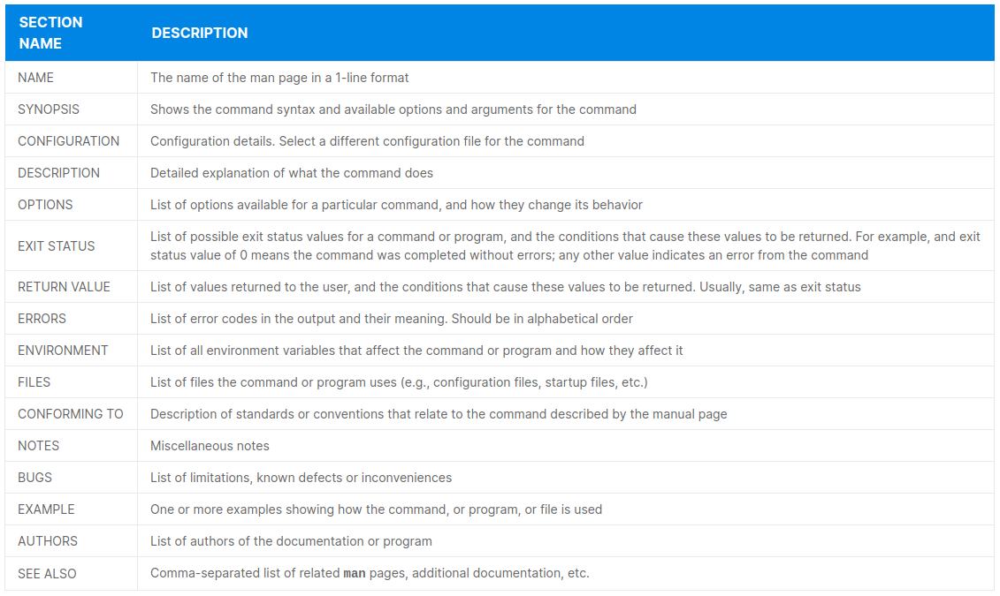 SECTION
NAME
DESCRIPTION
NAME
The name of the man page in a 1-line format
SYNOPSIS
Shows the command syntax and available options and arguments for the command
CONFIGURATION
Configuration details. Select a different configuration file for the command
DESCRIPTION
Detailed explanation of what the command does
OPTIONS
List of options available for a particular command, and how they change its behavior
EXIT STATUS
List of possible exit status values for a command or program, and the conditions that cause these values to be returned. For example, and exit
status value of 0 means the command was completed without errors; any other value indicates an error from the command
RETURN VALUE
List of values returned to the user, and the conditions that cause these values to be returned. Usually, same as exit status
ERRORS
List of error codes in the output and their meaning. Should be in alphabetical order
ENVIRONMENT
List of all environment variables that affect the command or program and how they affect it
FILES
List of files the command or program uses (e.g., configuration files, startup files, etc.)
CONFORMING TO
Description of standards or conventions that relate to the command described by the manual page
NOTES
Miscellaneous notes
BUGS
List of limitations, known defects or inconveniences
EXAMPLE
One or more examples showing how the command, or program, or file is used
AUTHORS
List of authors of the documentation or program
SEE ALSO
Comma-separated list of related man pages, additional documentation, etc.